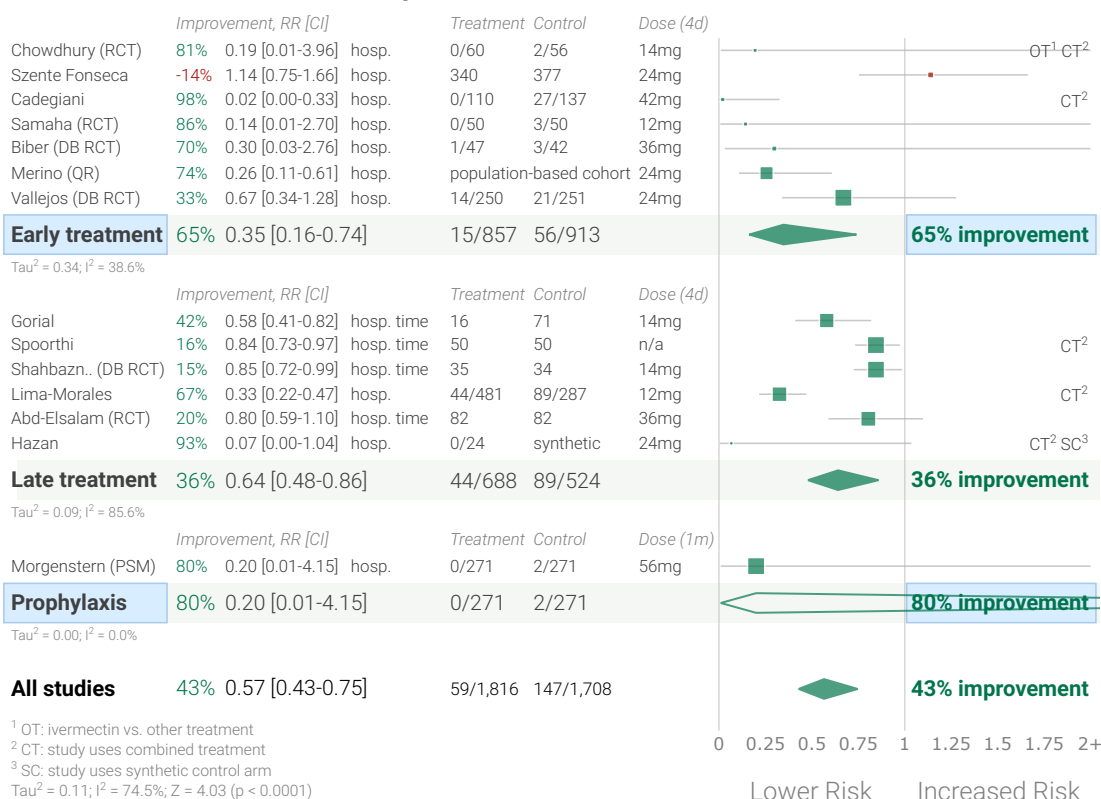 Improvement, RR [CI] Treatment Control Dose (4d)
Chowdhury (RCT) 81% 0.19 [0.01-3.96] hosp. 0/60 2/56 14mg OT¹ CT²
Szente Fonseca -14% 1.14 [0.75-1.66] hosp. 340 377 24mg
Cadegiani 98% 0.02 [0.00-0.33] hosp. 0/110 27/137 42mg CT²
Samaha (RCT) 86% 0.14 [0.01-2.70] hosp. 0/50 3/50 12mg
Biber (DB RCT) 70% 0.30 [0.03-2.76] hosp. 1/47 3/42 36mg
Merino (QR) 74% 0.26 [0.11-0.61] hosp. population-based cohort 24mg
Vallejos (DB RCT) 33% 0.67 [0.34-1.28] hosp. 14/250 21/251 24mg
Early treatment 65% 0.35 [0.16-0.74] 15/857 56/913 65% improvement
Tau² = 0.34; I² = 38.6%
Improvement, RR [CI] Treatment Control Dose (4d)
Gorial 42% 0.58 [0.41-0.82] hosp. time 16 71 14mg
Spoorthi 16% 0.84 [0.73-0.97] hosp. time 50 50 n/a CT²
Shahbazn.. (DB RCT) 15% 0.85 [0.72-0.99] hosp. time 35 34 14mg
Lima-Morales 67% 0.33 [0.22-0.47] hosp. 44/481 89/287 12mg CT²
Abd-Elsalam (RCT) 20% 0.80 [0.59-1.10] hosp. time 82 82 36mg
Hazan 93% 0.07 [0.00-1.04] hosp. 0/24 synthetic 24mg CT² SC³
Late treatment 36% 0.64 [0.48-0.86] 44/688 89/524 36% improvement
Tau² = 0.09; I² = 85.6%
Improvement, RR [CI] Treatment Control Dose (1m)
Morgenstern (PSM) 80% 0.20 [0.01-4.15] hosp. 0/271 2/271 56mg
Prophylaxis 80% 0.20 [0.01-4.15] 0/271 2/271 80% improvement
Tau² = 0.00; I² = 0.0%
All studies 43% 0.57 [0.43-0.75] 59/1,816 147/1,708 43% improvement
¹ OT: ivermectin vs. other treatment
² CT: study uses combined treatment
³ SC: study uses synthetic control arm
Tau² = 0.11; I² = 74.5%; Z = 4.03 (p < 0.0001)
0 0.25 0.5 0.75 1 1.25 1.5 1.75 2+
Lower Risk Increased Risk